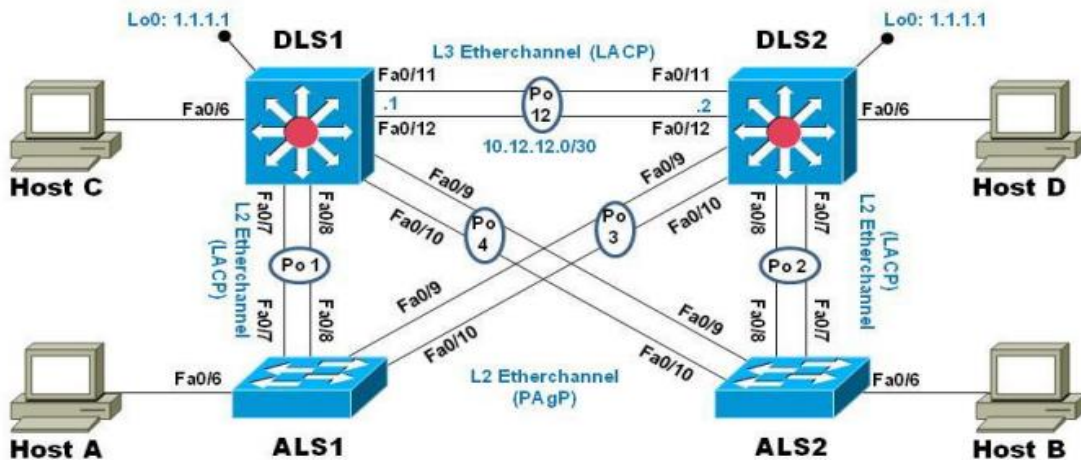 Lo0: 1.1.1.1
Lo0: 1.1.1.1
DLS1
DLS2
L3 Etherchannel (LACP)
Fa0/11
Fa0/11
Po
12
.1
.2
Fa0/6
Fa0/6
Fa0/12
Fa0/12
10.12.12.0/30
Host C
Host D
Fa0/9
Fa0/9
Fa0/10
Fa0/10
Fa0/7
Fa0/8
Fa0/8
Fa0/7
Po
4
Po
3
L2 Etherchannel
(LACP)
Po 1
Po 2
L2 Etherchannel
(LACP)
Fa0/7
Fa0/8
Fa0/9
Fa0/10
Fa0/9
Fa0/10
Fa0/8
Fa0/7
Fa0/6
L2 Etherchannel
(PAgP)
Fa0/6
Host A
ALS1
ALS2
Host B